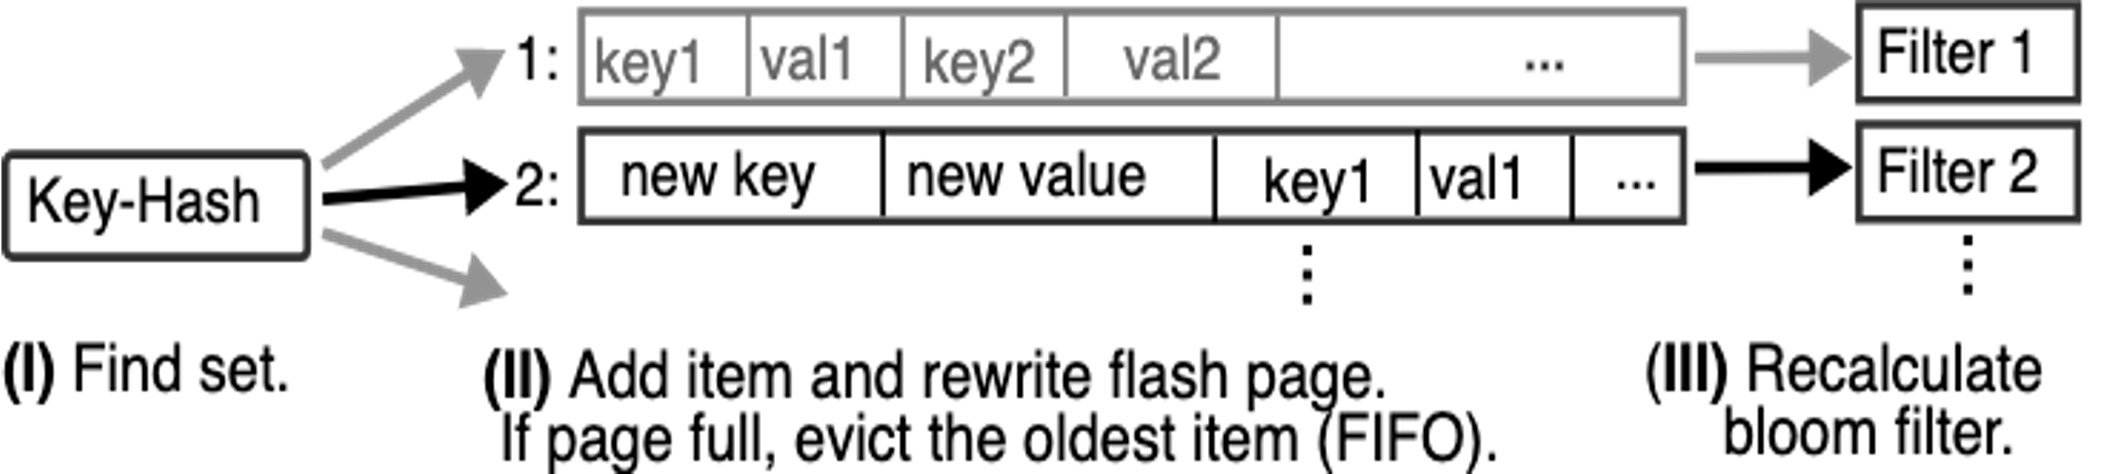 1: key1 val1 key2 val2 ... Filter 1
Key-Hash 2: new key new value key1 val1 ... Filter 2
(I) Find set. (II) Add item and rewrite flash page. (III) Recalculate
If page full, evict the oldest item (FIFO). bloom filter.